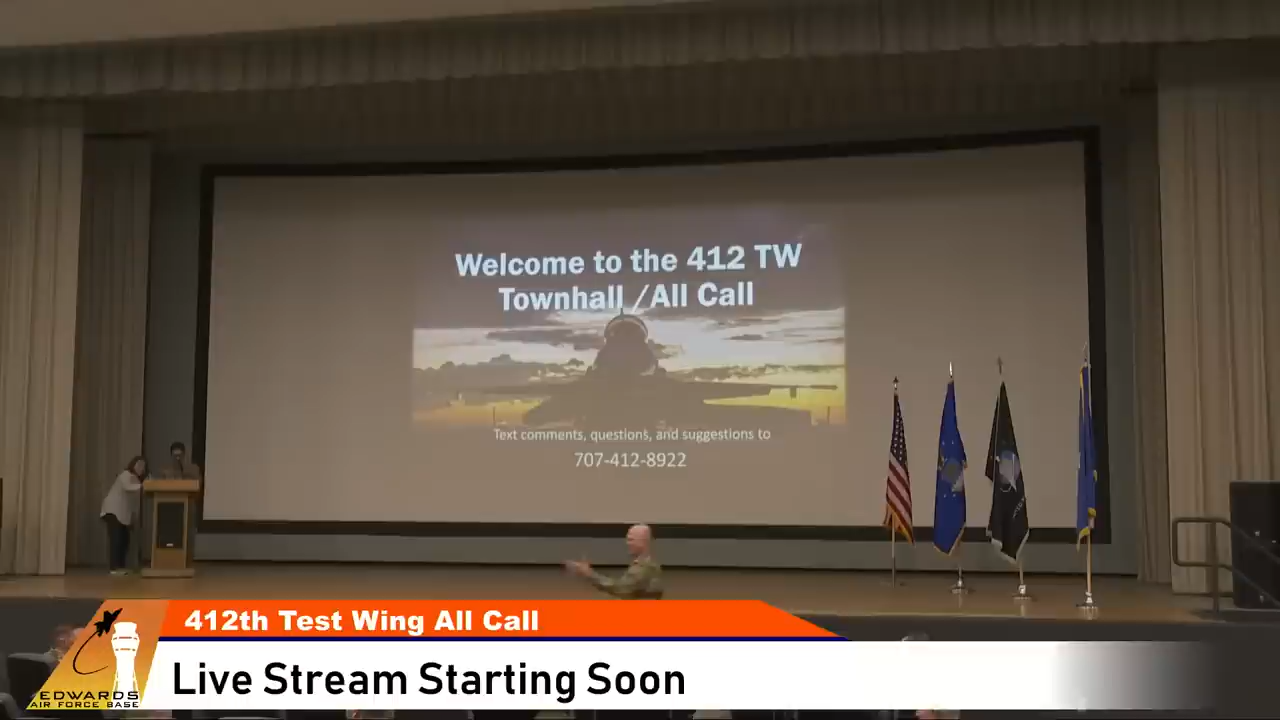 Welcome to the 412 TW
Townhall /All Call
Text comments, questions, and suggestions to
707-412-8922
412th Test Wing All Call
Live Stream Starting Soon
EDWARDS
AIR FORCE BASE